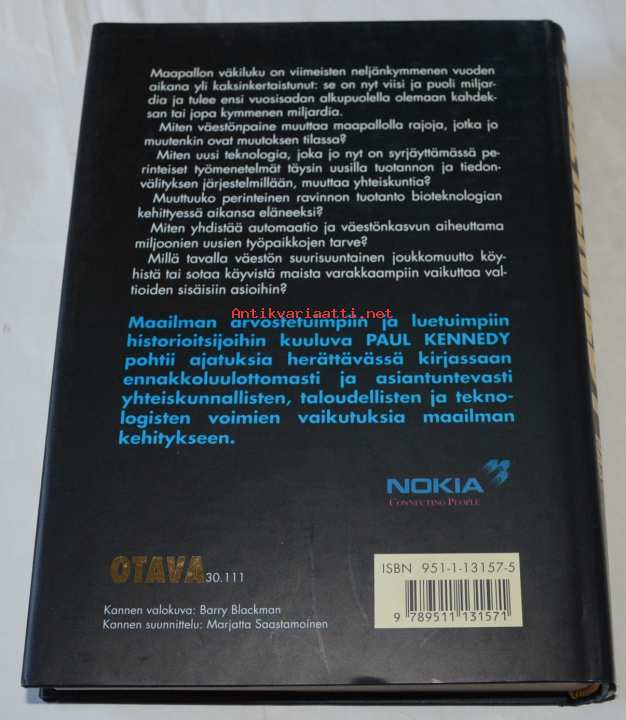 Maapallon väkiluku on viimeisten neljänkymmenen vuoden
aikana yli kaksinkertaistunut: se on nyt viisi ja puoli miljar-
dia ja tulee ensi vuosisadan alkupuolella olemaan kahdek-
san tai jopa kymmenen miljardia.
Miten väestönpaine muuttaa maapallolla rajoja, jotka jo
muutenkin ovat muutoksen tilassa?
Miten uusi teknologia, joka jo nyt on syrjäyttämässä pe-
rinteiset työmenetelmät täysin uusilla tuotannon ja tiedon-
välityksen järjestelmillään, muuttaa yhteiskuntia?
Muuttuuko perinteinen ravinnon tuotanto bioteknologian
kehittyessä aikansa eläneeksi?
Miten yhdistää automaatio ja väestönkasvun aiheuttama
miljoonien uusien työpaikkojen tarve?
Millä tavalla väestön suurisuuntainen joukkomuutto köy-
histä tai sotaa käyvistä maista varakkaampiin vaikuttaa val-
tioiden sisäisiin asioihin?
Antikvariaatti.net
Maailman arvostetuimpiin ja luetuimpiin
historioitsijoihin kuuluva PAUL KENNEDY
pohtii ajatuksia herättävässä kirjassaan
ennakkoluulottomasti ja asiantuntevasti
yhteiskunnallisten, taloudellisten ja tekno-
logisten voimien vaikutuksia maailman
kehitykseen.
NOKIA
CONNECTING PEOPLE
OTAVA 30.111
Kannen valokuva: Barry Blackman
Kannen suunnittelu: Marjatta Saastamoinen
ISBN 951-1-13157-5
9 789511 131571